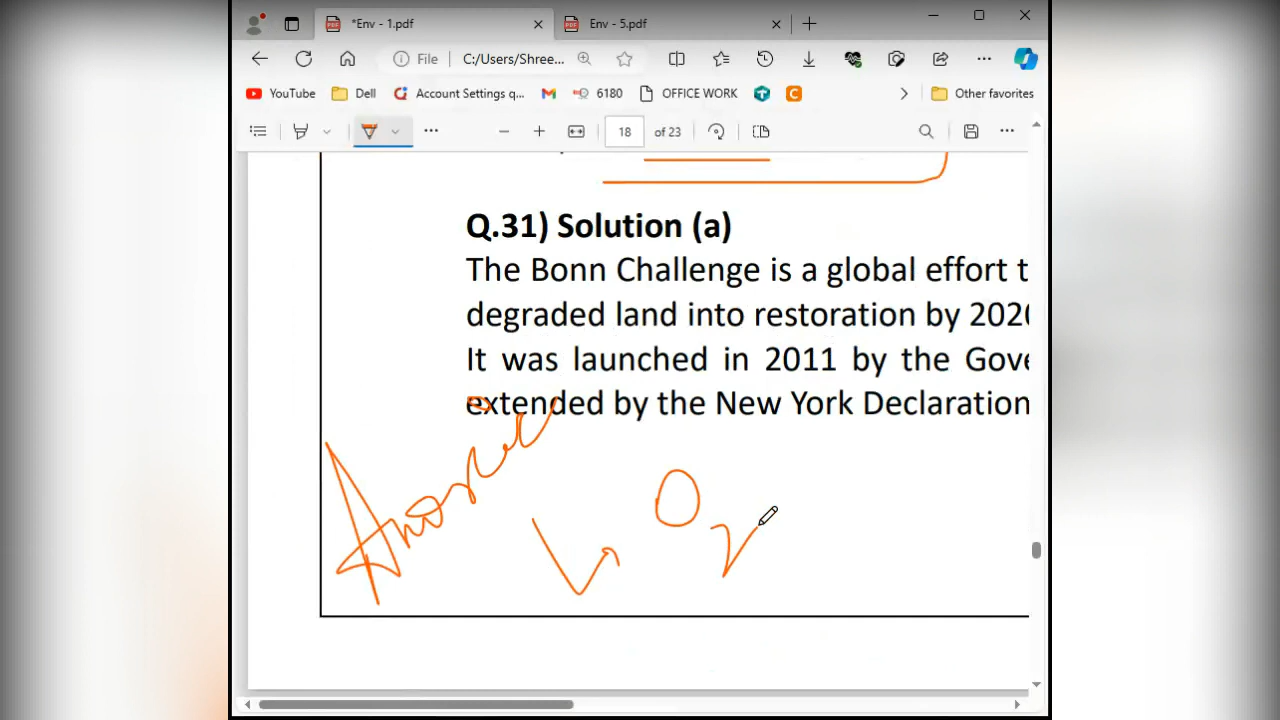 *Env - 1.pdf
Env - 5.pdf
File C:/Users/Shree...
YouTube Dell Account Settings q... 6180 OFFICE WORK Other favorites
18 of 23
Q.31) Solution (a)
The Bonn Challenge is a global effort t
degraded land into restoration by 202
It was launched in 2011 by the Gov
extended by the New York Declaration
O